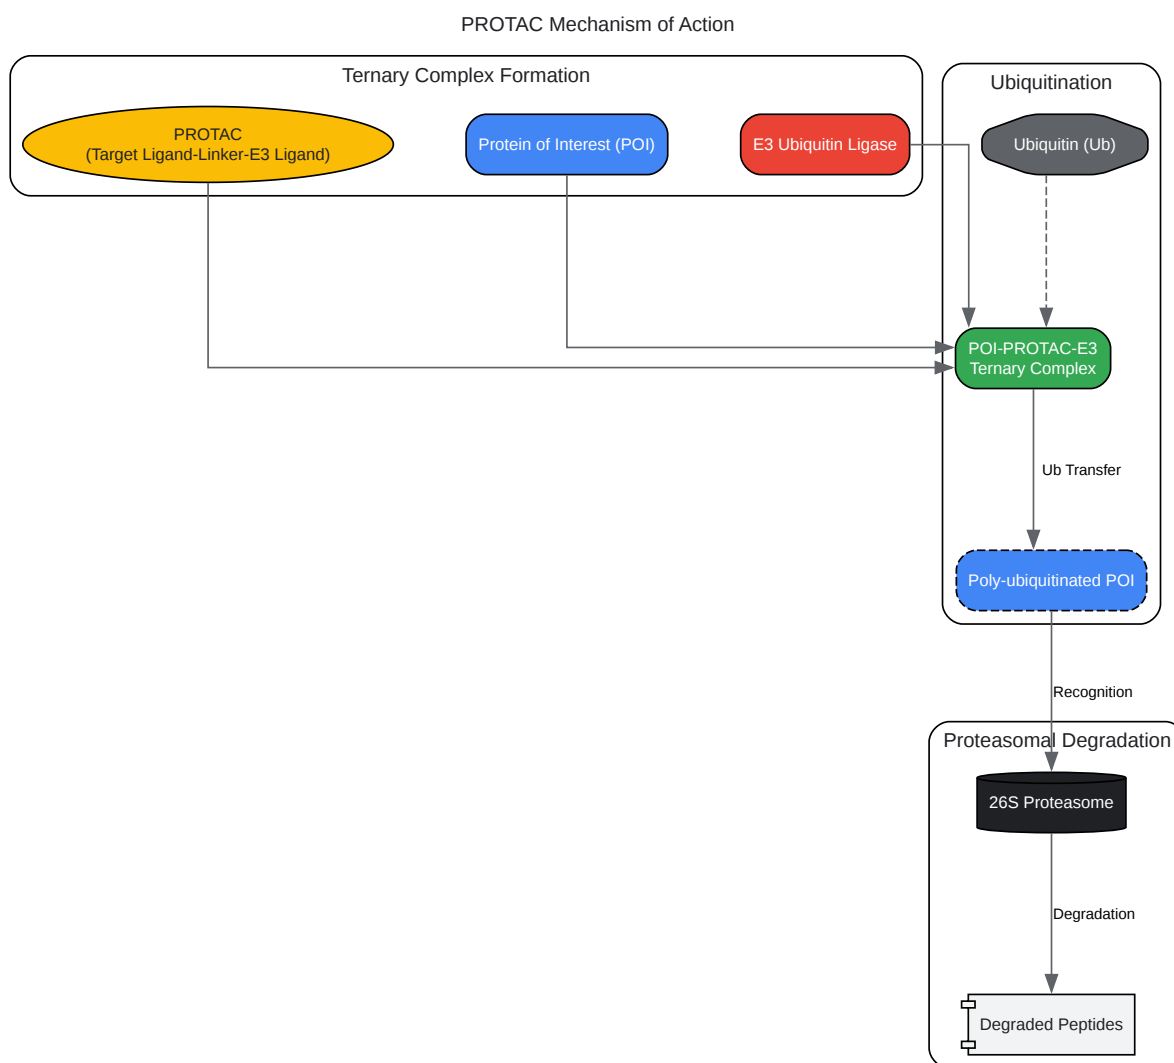 PROTAC Mechanism of Action
Ternary Complex Formation
PROTAC
(Target Ligand-Linker-E3 Ligand)
Protein of Interest (POI)
E3 Ubiquitin Ligase
Ubiquitination
Ubiquitin (Ub)
POI-PROTAC-E3
Ternary Complex
Ub Transfer
Poly-ubiquitinated POI
Recognition
Proteasomal Degradation
26S Proteasome
Degradation
Degraded Peptides